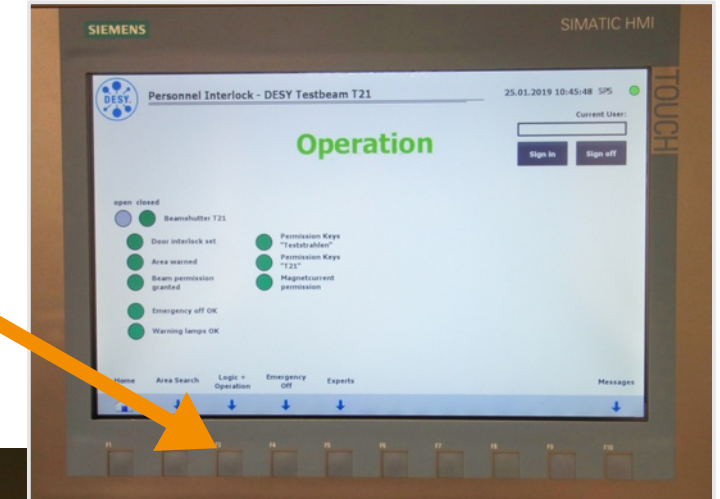 SIEMENS
SIMATIC HMI
TOUCH
DESY.
Personnel Interlock - DESY Testbeam T21
25.01.2019 10:45:48 SPS
Current User:
Operation
Sign in
Sign off
open closed
Beamshutter T21
Door interlock set
Area warned
Beam permission
granted
Emergency off OK
Warning lamps OK
Permission Keys
"Teststrahlen"
Permission Keys
"T21"
Magnetcurrent
permission
Home
Area Search
Logic +
Operation
Emergency
Off
Experts
Messages
F1
F3
F4
F5
F6
F7
F8
F9
F10